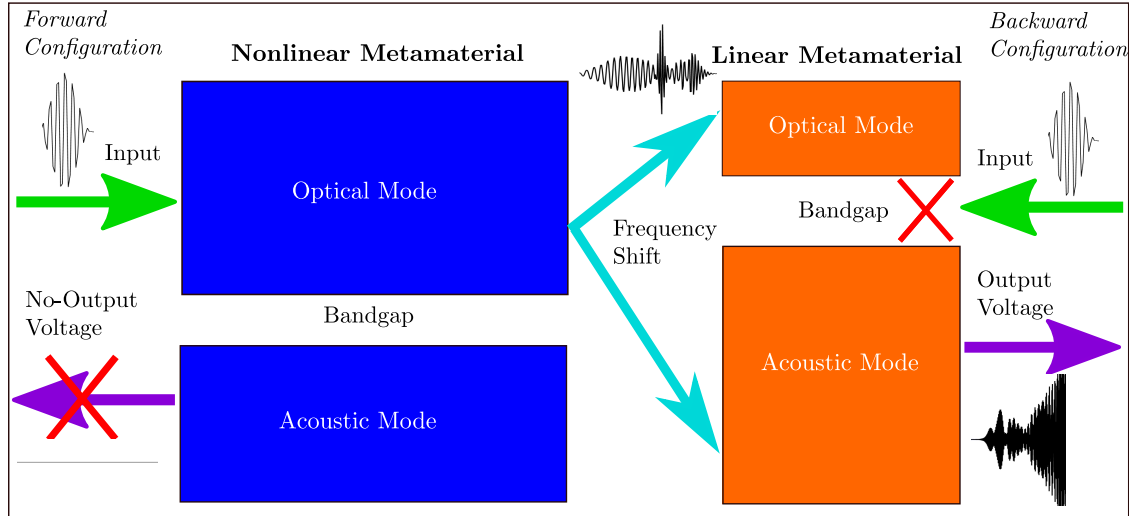 Forward
Configuration
Nonlinear Metamaterial
Linear Metamaterial
Backward
Configuration
Input
Optical Mode
Optical Mode
Input
Bandgap
Frequency
Shift
No-Output
Voltage
Bandgap
Output
Voltage
Acoustic Mode
Acoustic Mode